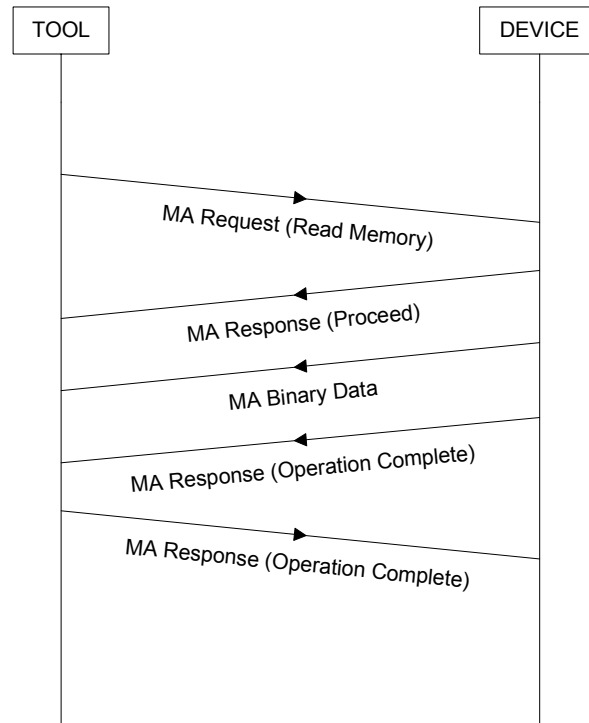 TOOL
DEVICE
MA Request (Read Memory)
MA Response (Proceed)
MA Binary Data
MA Response (Operation Complete)
MA Response (Operation Complete)